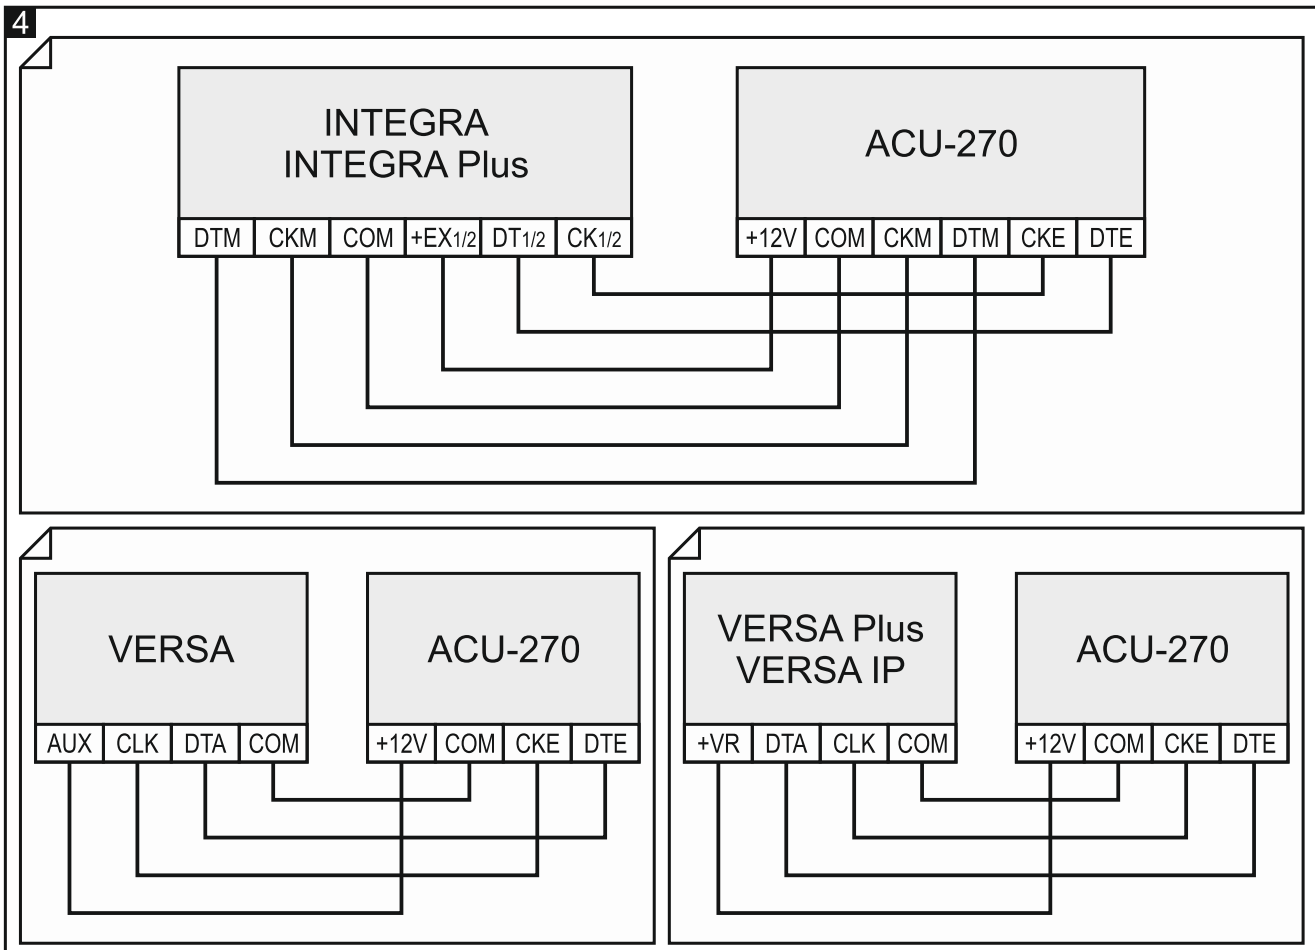 4
INTEGRA
INTEGRA Plus
ACU-270
DTM CKM COM +EX1/2 DT1/2 CK1/2
+12V COM CKM DTM CKE DTE
VERSA
ACU-270
AUX CLK DTA COM
+12V COM CKE DTE
VERSA Plus
VERSA IP
ACU-270
+VR DTA CLK COM
+12V COM CKE DTE